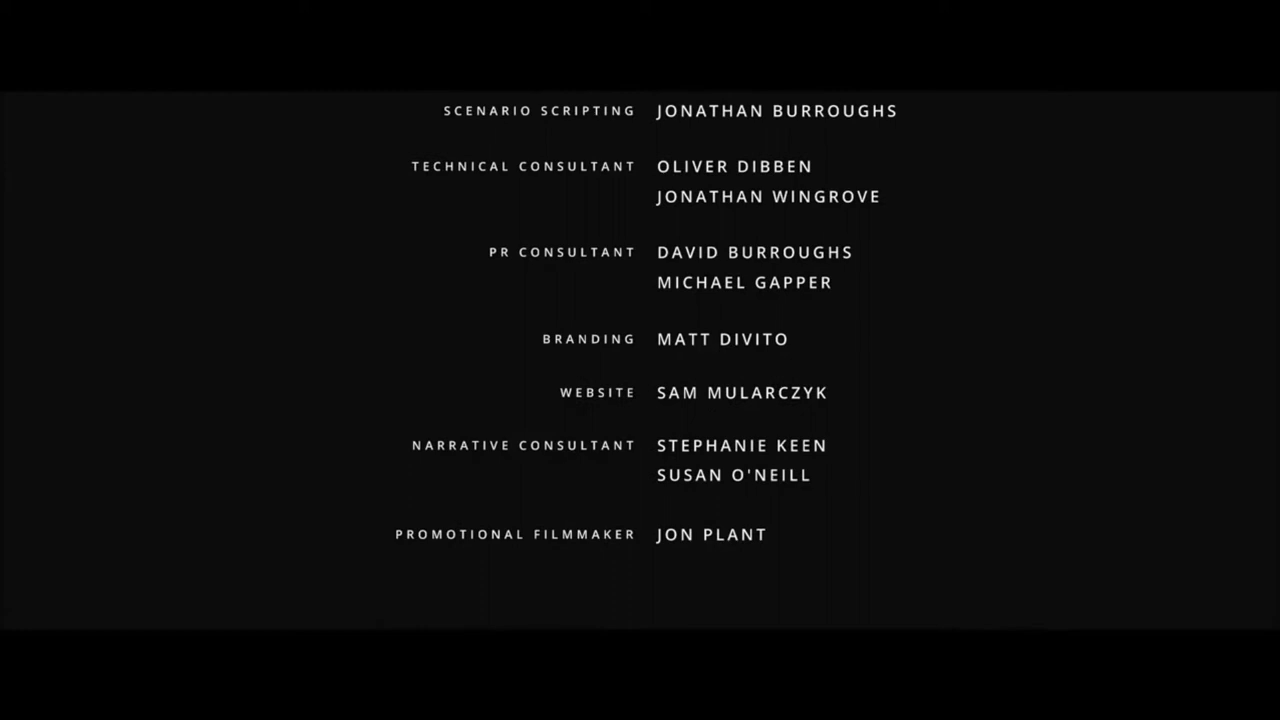 SCENARIO SCRIPTING JONATHAN BURROUGHS
TECHNICAL CONSULTANT OLIVER DIBBEN
JONATHAN WINGROVE
PR CONSULTANT DAVID BURROUGHS
MICHAEL GAPPER
BRANDING MATT DIVITO
WEBSITE SAM MULARCZYK
NARRATIVE CONSULTANT STEPHANIE KEEN
SUSAN O'NEILL
PROMOTIONAL FILMMAKER JON PLANT